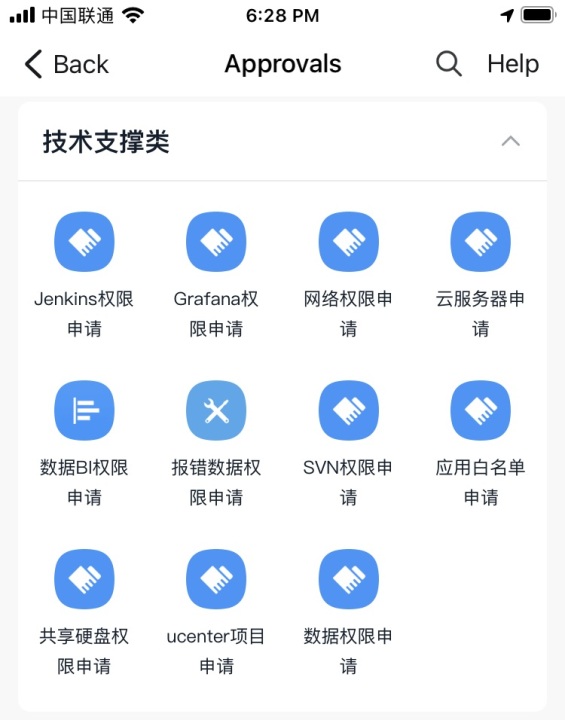 中国联通 6:28 PM
Back Approvals Help
技术支撑类
Jenkins权限 Grafana权 网络权限申 云服务器申
申请 限申请 请 请
数据BI权限 报错数据权 SVN权限申 应用白名单
申请 限申请 请 申请
共享硬盘权 ucenter项目 数据权限申
限申请 申请 请